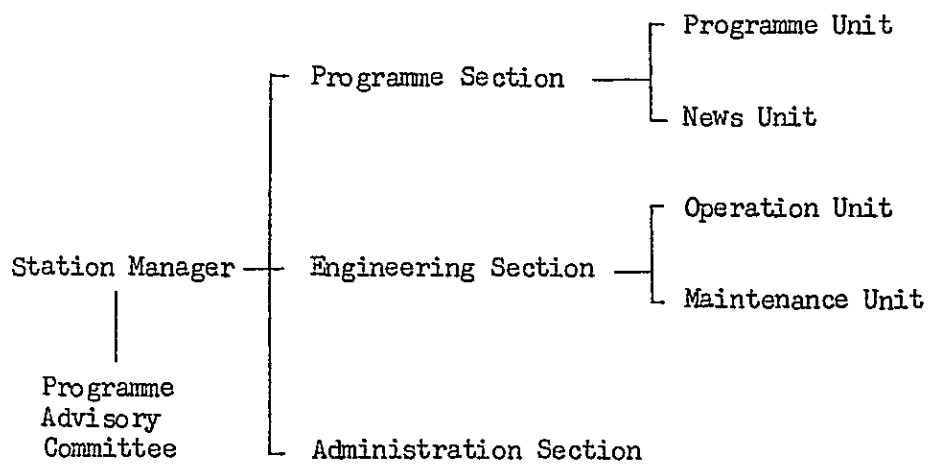 Programme Unit
Programme Section
News Unit
Operation Unit
Station Manager
Engineering Section
Maintenance Unit
Programme
Advisory
Committee
Administration Section